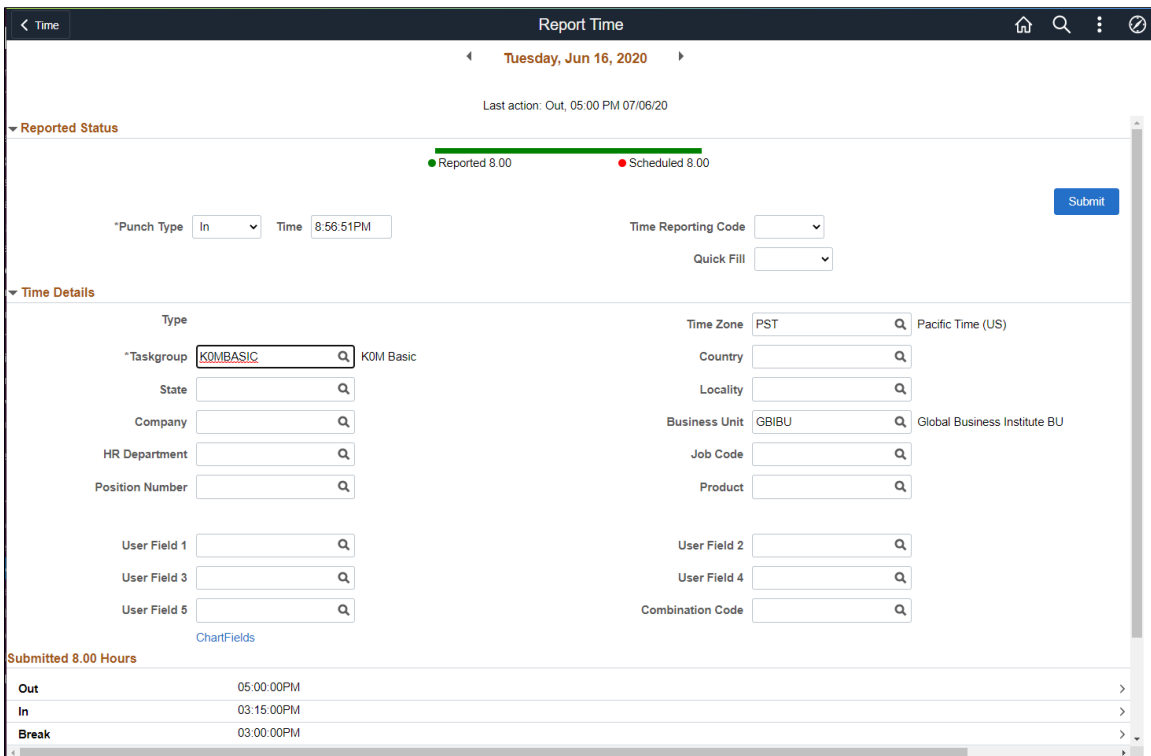 Time Report Time
Tuesday, Jun 16, 2020
Last action: Out, 05:00 PM 07/06/20
Reported Status
Reported 8.00 Scheduled 8.00
Submit
*Punch Type In Time 8:56:51PM Time Reporting Code
Quick Fill
Time Details
Type Time Zone PST Pacific Time (US)
*Taskgroup K0MBASIC K0M Basic Country
State Locality
Company Business Unit GBIBU Global Business Institute BU
HR Department Job Code
Position Number Product
User Field 1 User Field 2
User Field 3 User Field 4
User Field 5 Combination Code
ChartFields
Submitted 8.00 Hours
Out 05:00:00PM
In 03:15:00PM
Break 03:00:00PM